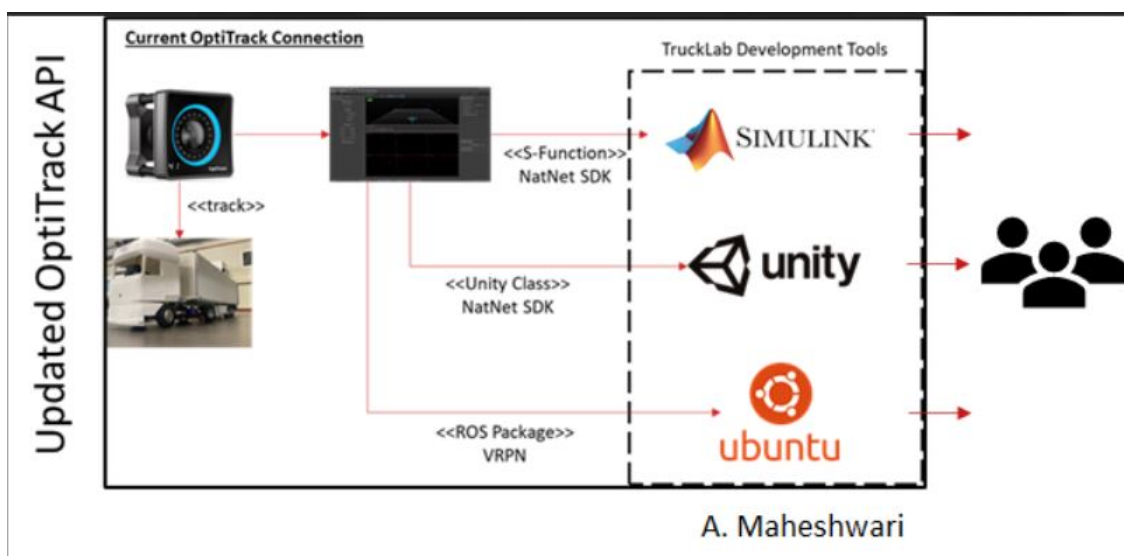 Updated OptiTrack API
Current OptiTrack Connection
TruckLab Development Tools
<<S-Function>>
NatNet SDK
SIMULINK
<<track>>
<<Unity Class>>
NatNet SDK
unity
<<ROS Package>>
VRPN
ubuntu
A. Maheshwari